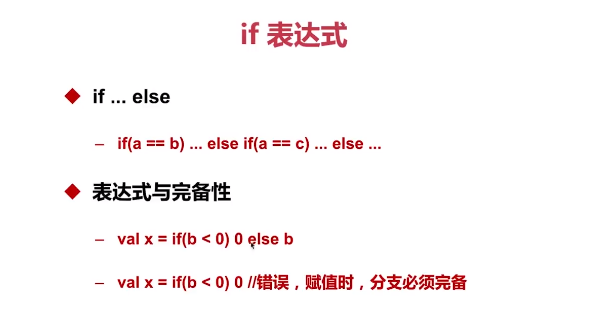 if 表达式
if ... else
– if(a == b) ... else if(a == c) ... else ...
表达式与完备性
– val x = if(b < 0) 0 else b
– val x = if(b < 0) 0 //错误，赋值时，分支必须完备